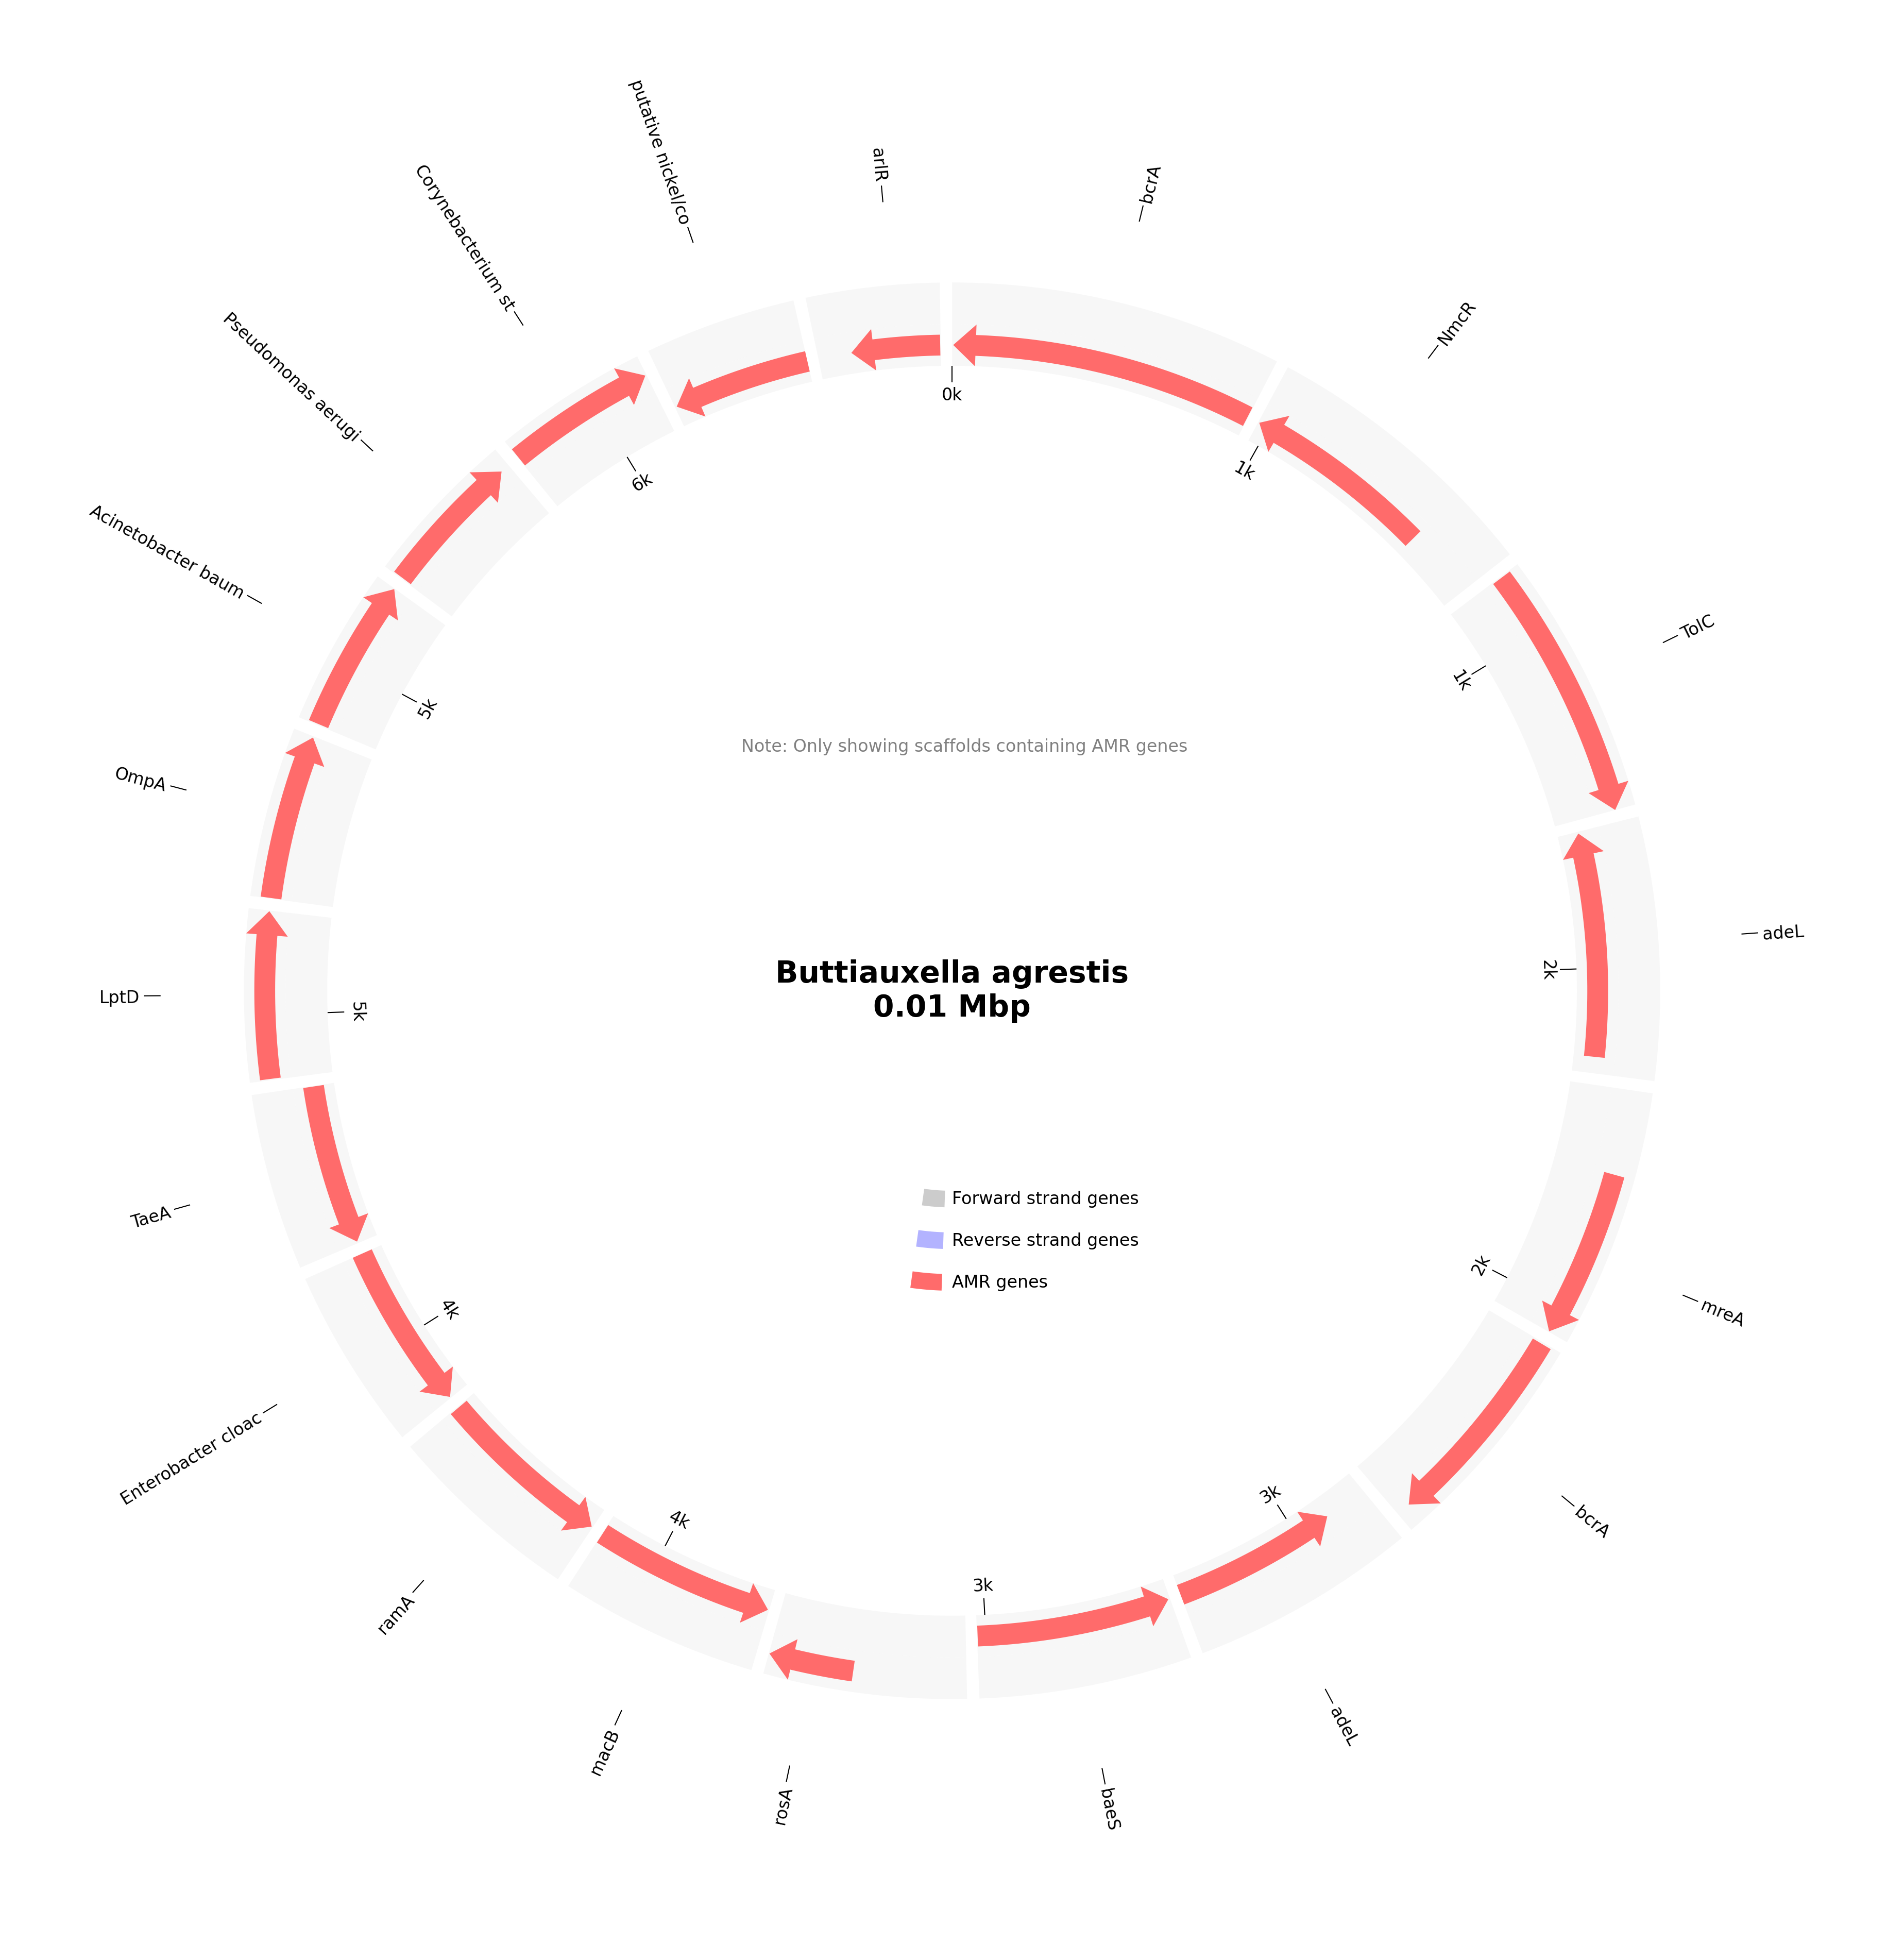 putative nickel/co
arlR
bcrA
Corynebacterium st
NmcR
Pseudomonas aerugi
TolC
Acinetobacter baum
adeL
OmpA
mreA
LptD
bcrA
TaeA
adeL
Enterobacter cloac
baeS
ramA
rosA
macB
0k
1k
1k
2k
2k
3k
3k
4k
4k
5k
5k
6k
Note: Only showing scaffolds containing AMR genes
Buttiauxella agrestis
0.01 Mbp
Forward strand genes
Reverse strand genes
AMR genes